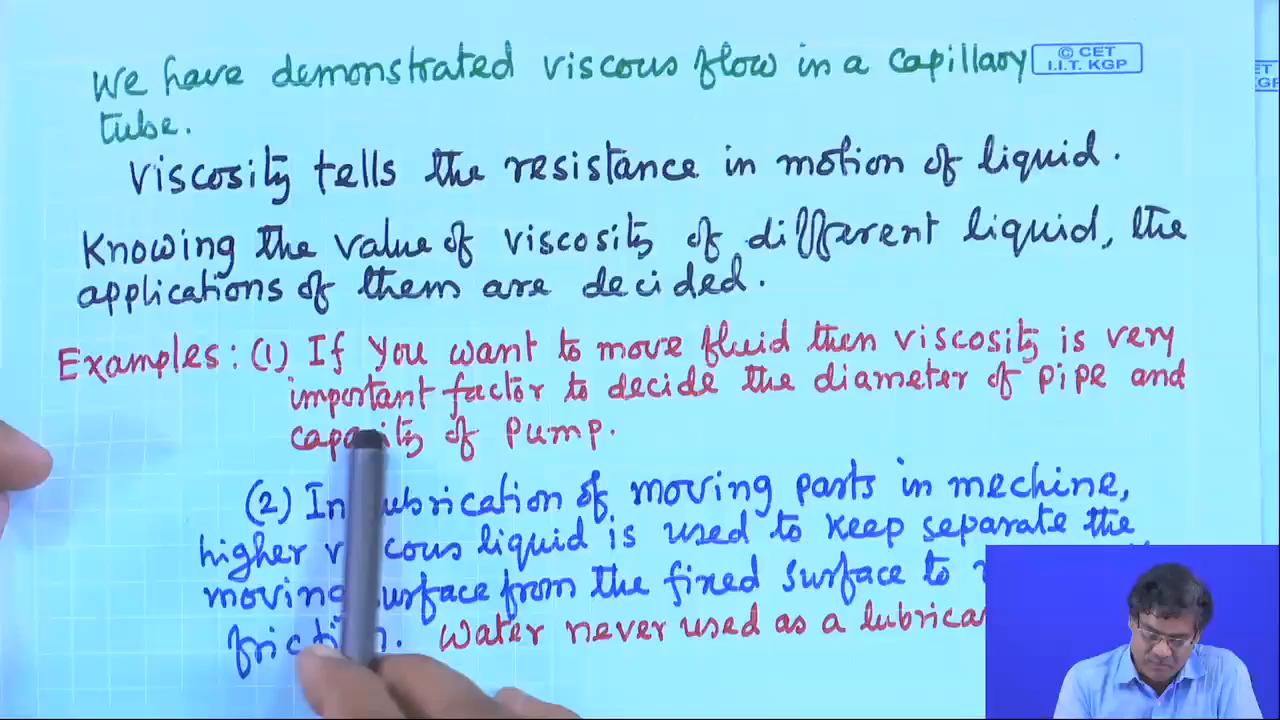 We have demonstrated viscous flow in a capillary
tube.
© CET
I.I.T. KGP
Viscosity tells the resistance in motion of liquid.
Knowing the value of viscosity of different liquid, the
applications of them are decided.
Examples: (1) If you want to move fluid then viscosity is very
important factor to decide the diameter of pipe and
capacity of pump.
(2) In lubrication of moving parts in mechine,
higher viscous liquid is used to keep separate the
moving surface from the fixed surface to
friction. Water never used as a